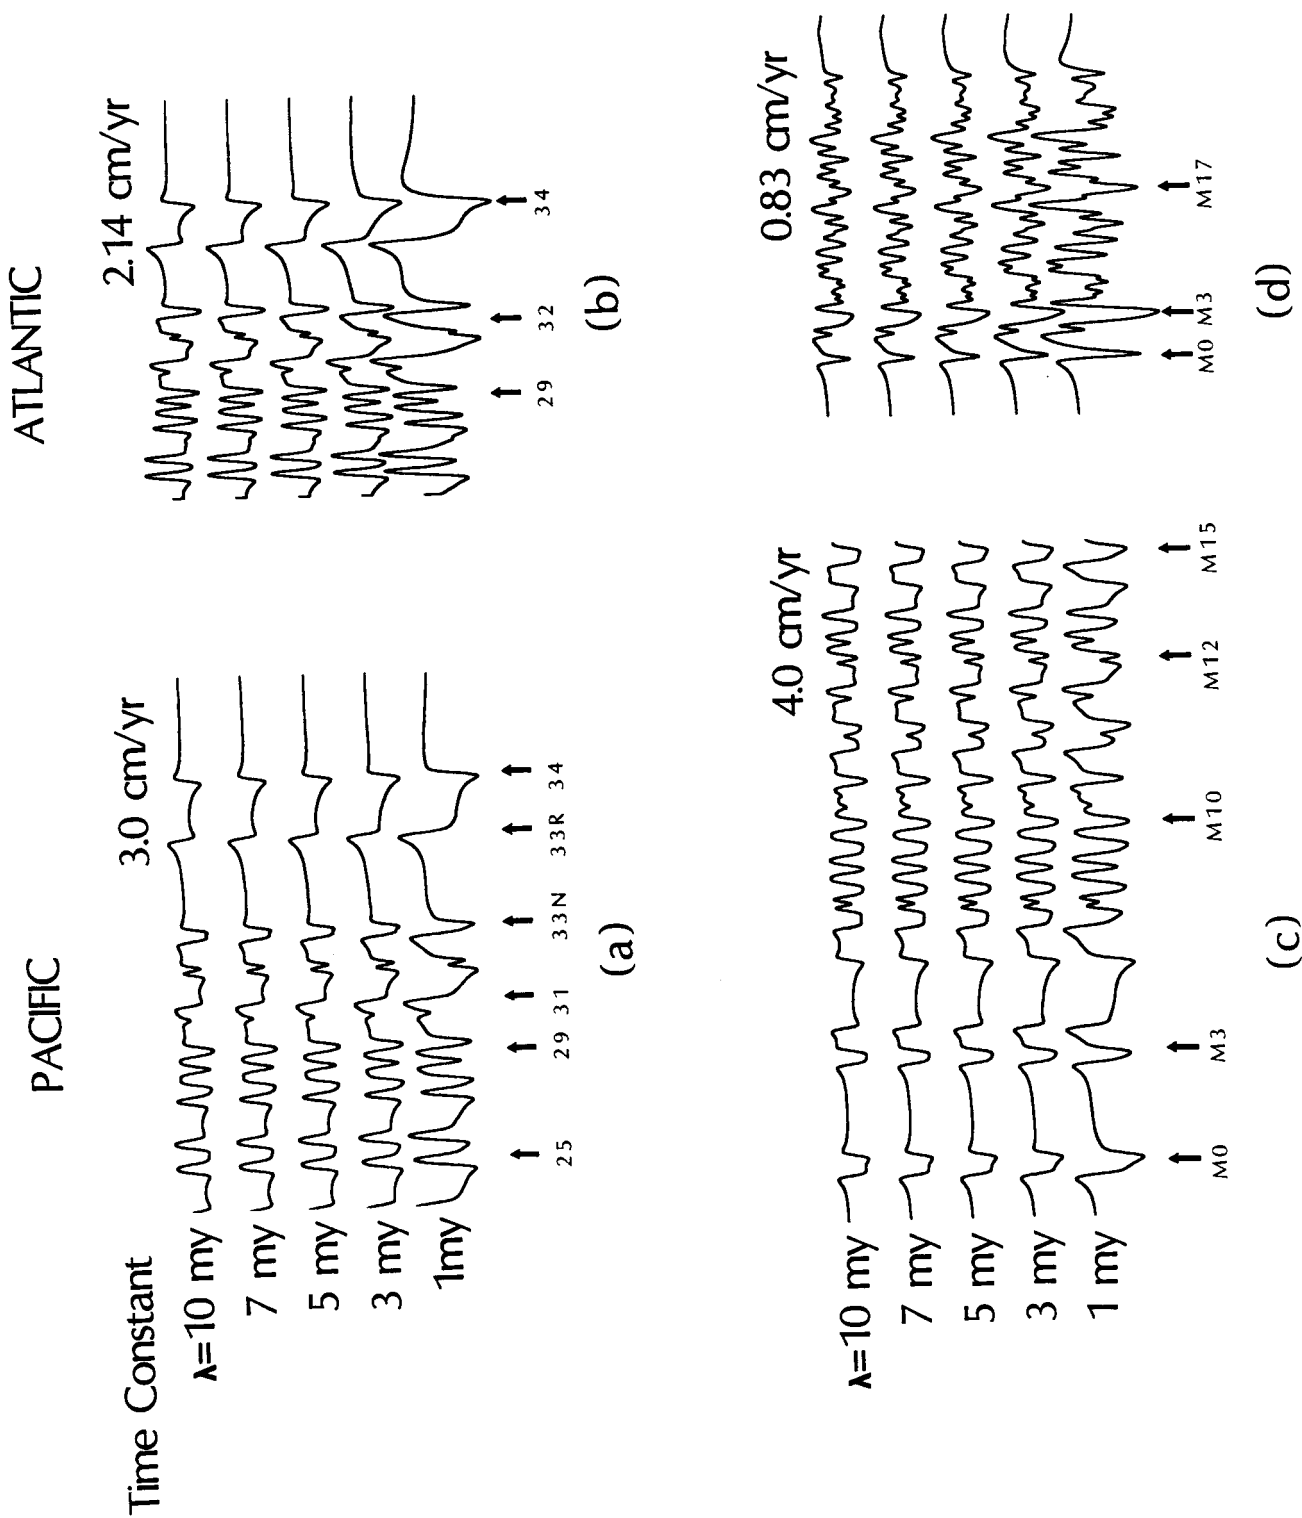 PACIFIC
ATLANTIC
Time Constant
3.0 cm/yr
λ=10 my
7 my
5 my
3 my
1my
25
29
31
33N
33R
34
(a)
2.14 cm/yr
29
32
34
(b)
4.0 cm/yr
λ=10 my
7 my
5 my
3 my
1 my
M0
M3
M10
M12
M15
(c)
0.83 cm/yr
M0
M3
M17
(d)